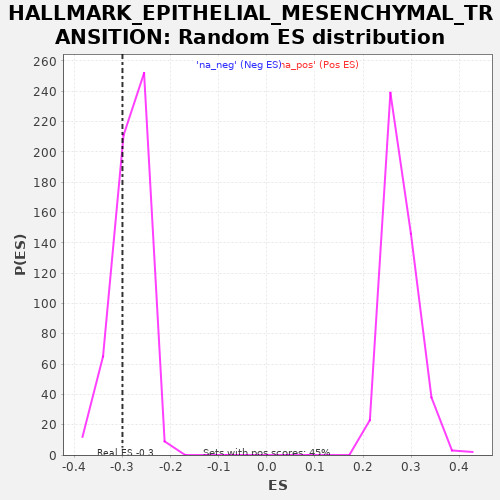 HALLMARK_EPITHELIAL_MESENCHYMAL_TR
ANSITION: Random ES distribution
'na_neg' (Neg ES) na_pos' (Pos ES)
260
240
220
200
180
160
140
120
100
80
60
40
20
0
P(ES)
Real ES -0.3
Sets with pos scores: 45%
-0.4 -0.3 -0.2 -0.1 0.0 0.1 0.2 0.3 0.4
ES